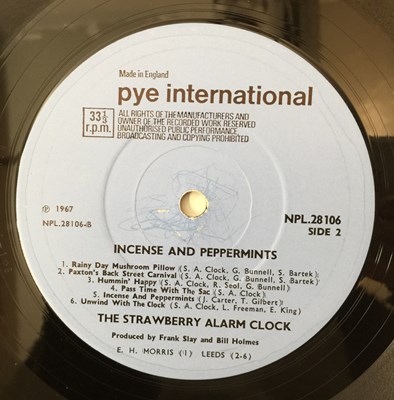 Made in England
pye international
33⅓ r.p.m.
ALL RIGHTS OF THE MANUFACTURERS AND
OWNER OF THE RECORDED WORK RESERVED
UNAUTHORISED PUBLIC PERFORMANCE,
BROADCASTING AND COPYING PROHIBITED
℗ 1967
NPL.28106-B
NPL.28106
SIDE 2
INCENSE AND PEPPERMINTS
1. Rainy Day Mushroom Pillow (S. A. Clock, G. Bunnell, S. Bartek);
2. Paxton's Back Street Carnival (S. A. Clock, G. Bunnell, S. Bartek)
3. Hummin' Happy (S. A. Clock, R. Seol, G. Bunnell)
4. Pass Time With The Sac (S. A. Clock)
5. Incense And Peppermints (J. Carter, T. Gilbert)
6. Unwind With The Clock (S. A. Clock, L. Freeman, E. King)
THE STRAWBERRY ALARM CLOCK
Produced by Frank Slay and Bill Holmes
E. H. MORRIS (1) LEEDS (2-6)